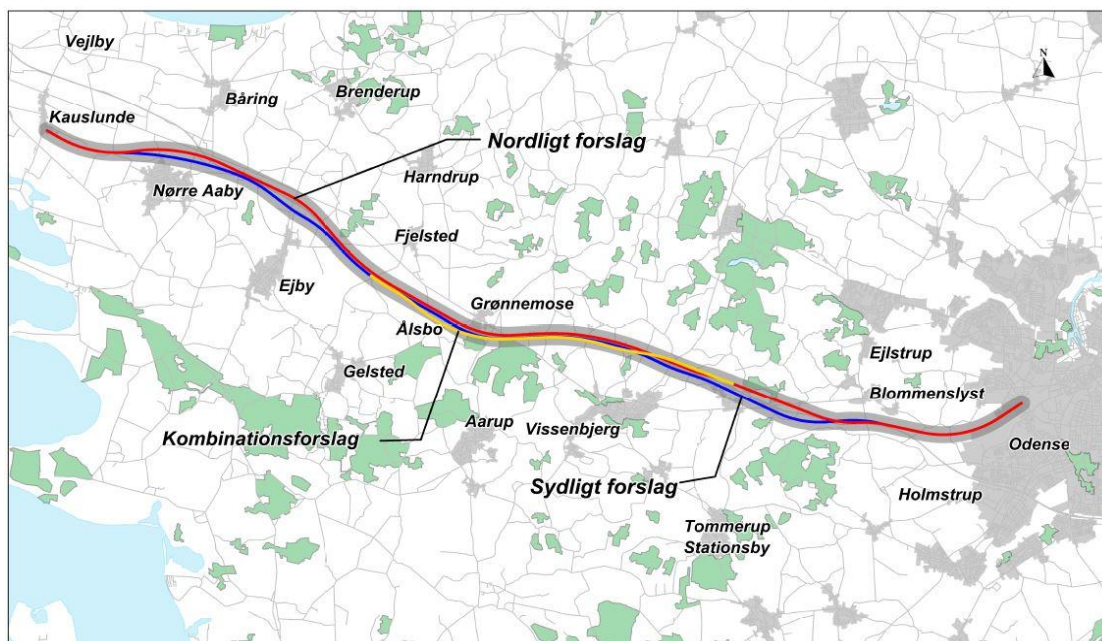 Vejlby
N
Båring
Brenderup
Kauslunde
Nordligt forslag
Harndrup
Nørre Aaby
Fjelsted
Ejby
Grønnemose
Ålsbo
Ejlstrup
Gelsted
Blommenslyst
Aarup
Kombinationsforslag
Vissenbjerg
Odense
Sydligt forslag
Holmstrup
Tommerup
Stationsby